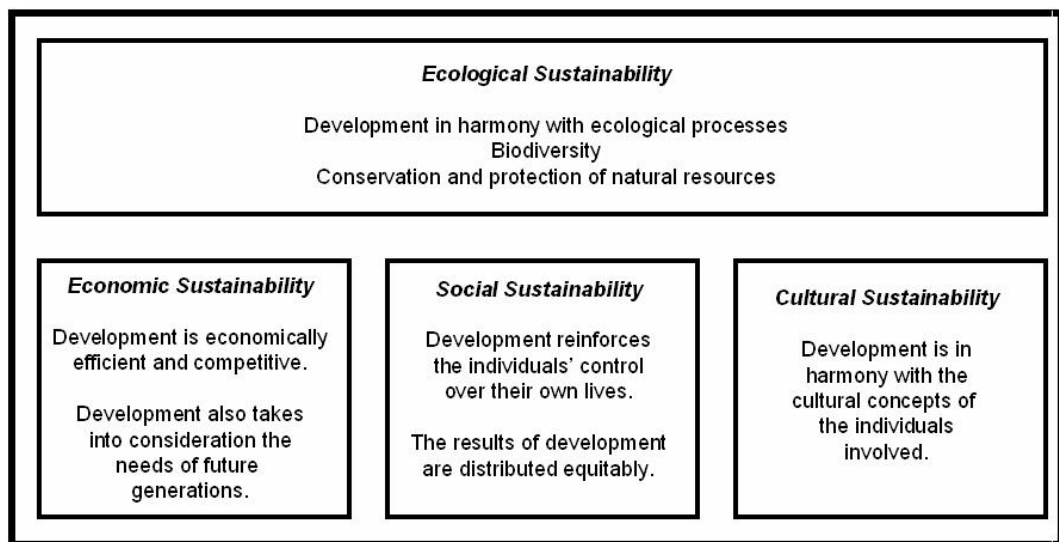 Ecological Sustainability
Development in harmony with ecological processes
Biodiversity
Conservation and protection of natural resources
Economic Sustainability
Development is economically
efficient and competitive.
Development also takes
into consideration the
needs of future
generations.
Social Sustainability
Development reinforces
the individuals' control
over their own lives.
The results of development
are distributed equitably.
Cultural Sustainability
Development is in
harmony with the
cultural concepts of
the individuals
involved.